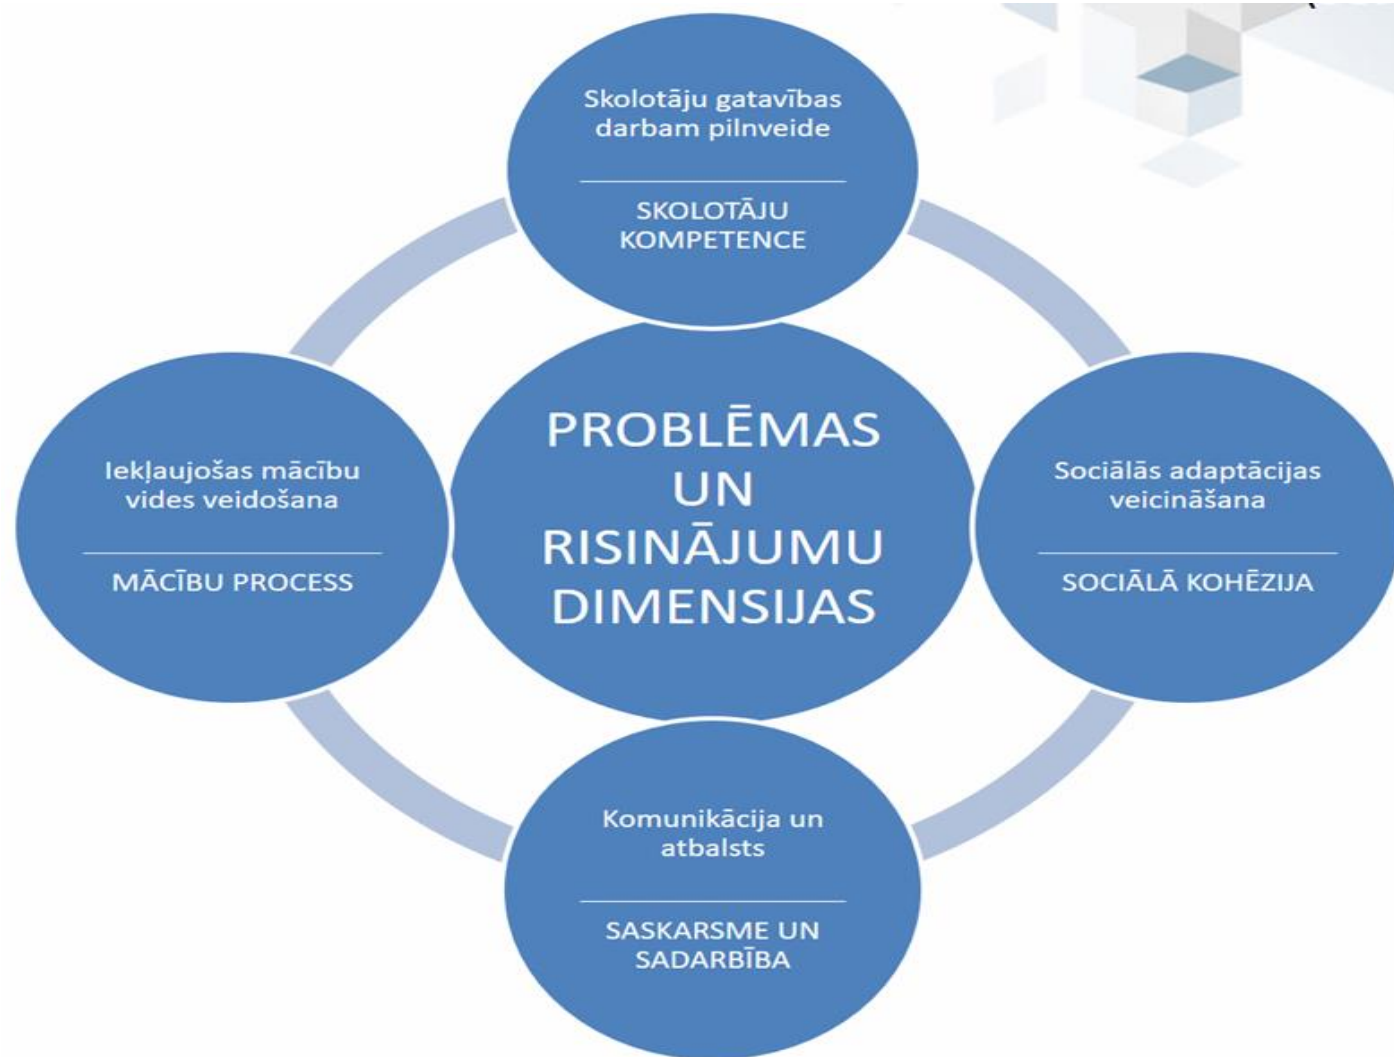 Skolotāju gatavības
darbam pilnveide
SKOLOTĀJU
KOMPETENCE
Iekļaujošas mācību
vides veidošana
MĀCĪBU PROCESS
PROBLĒMAS
UN
RISINĀJUMU
DIMENSIJAS
Sociālās adaptācijas
veicināšana
SOCIĀLĀ KOHĒZIJA
Komunikācija un
atbalsts
SASKARSME UN
SADARBĪBA